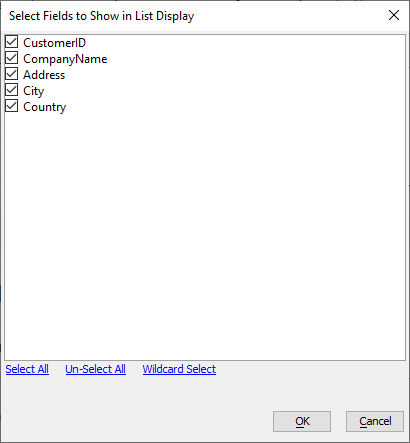 Select Fields to Show in List Display
CustomerID
CompanyName
Address
City
Country
Select All Un-Select All Wildcard Select
OK Cancel